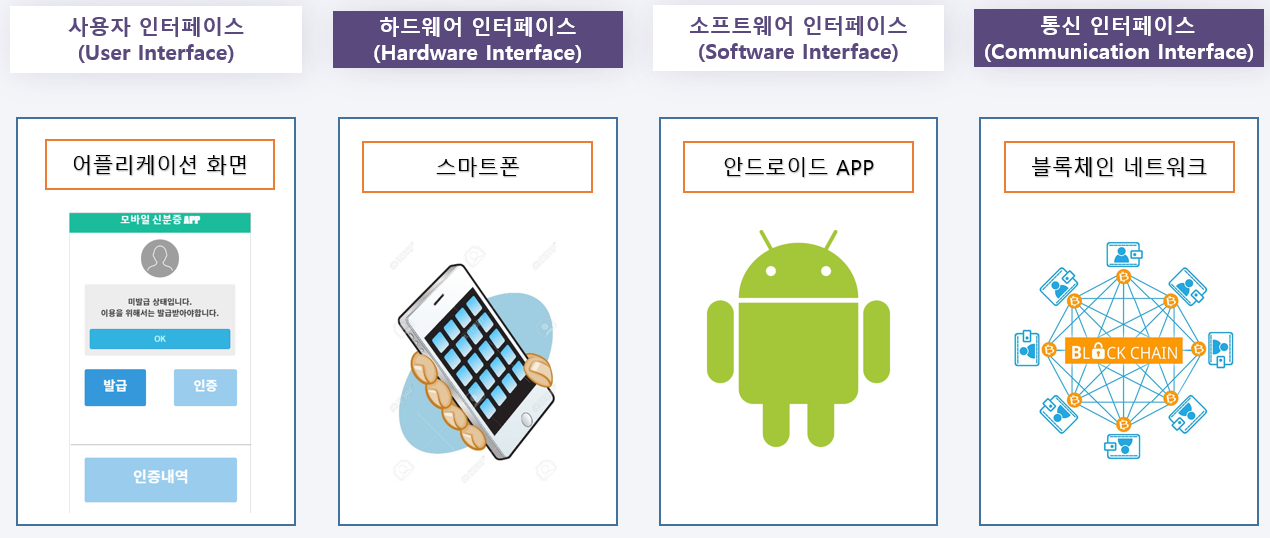 사용자 인터페이스
(User Interface)
하드웨어 인터페이스
(Hardware Interface)
소프트웨어 인터페이스
(Software Interface)
통신 인터페이스
(Communication Interface)
어플리케이션 화면
모바일 신분증 APP
미발급 상태입니다.
이용을 위해서는 발급받아야합니다.
OK
발급
인증
인증내역
스마트폰
안드로이드 APP
블록체인 네트워크
BLOCK CHAIN